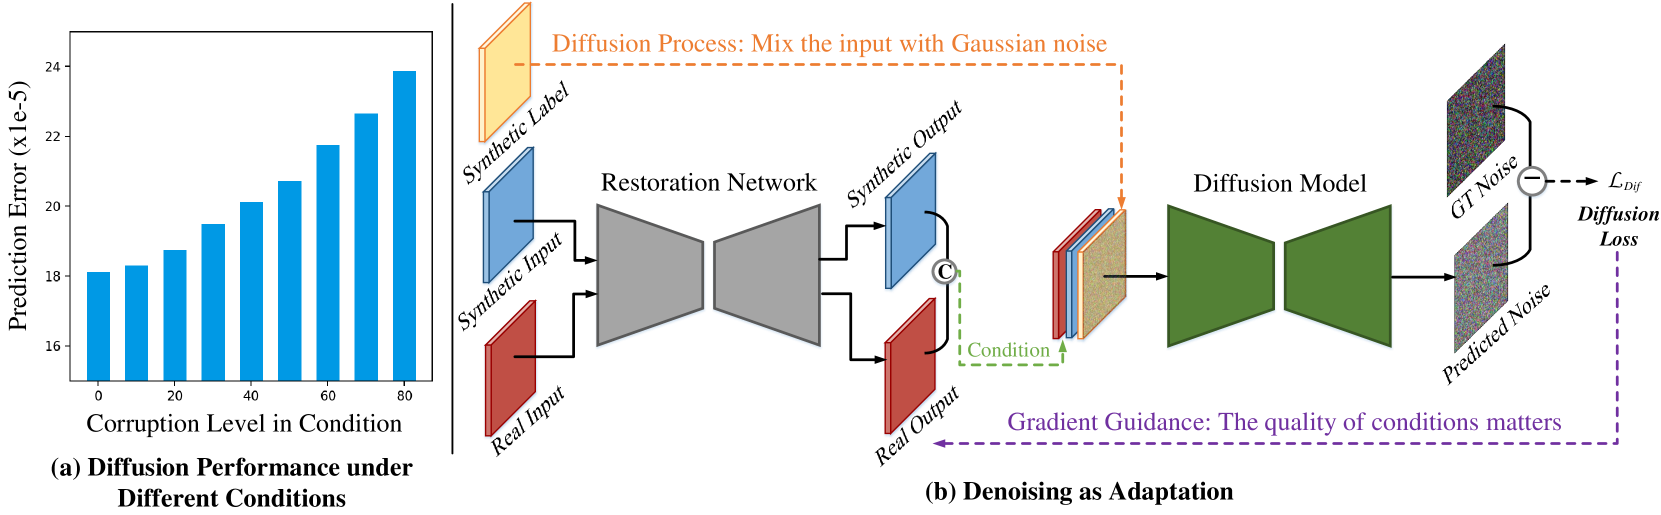 24
22
20
18
16
Prediction Error (x1e-5)
0
20
40
60
80
Corruption Level in Condition
(a) Diffusion Performance under
Different Conditions
Diffusion Process: Mix the input with Gaussian noise
Synthetic Label
Synthetic Input
Real Input
Restoration Network
Synthetic Output
Real Output
C
Condition
Diffusion Model
GT Noise
Predicted Noise
−
ℒDif
Diffusion
Loss
Gradient Guidance: The quality of conditions matters
(b) Denoising as Adaptation